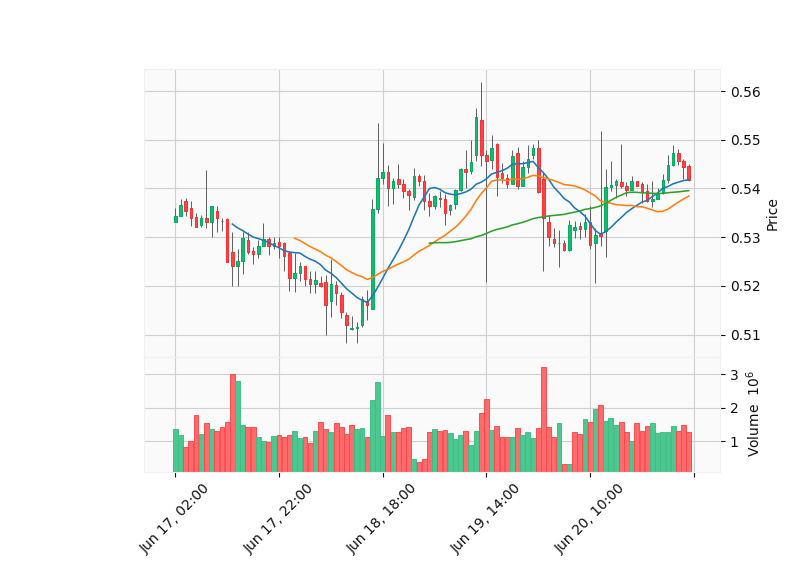 0.56
0.55
0.54
0.53
0.52
0.51
Price
3
2
1
Volume 10^6
Jun 17, 02:00
Jun 17, 22:00
Jun 18, 18:00
Jun 19, 14:00
Jun 20, 10:00